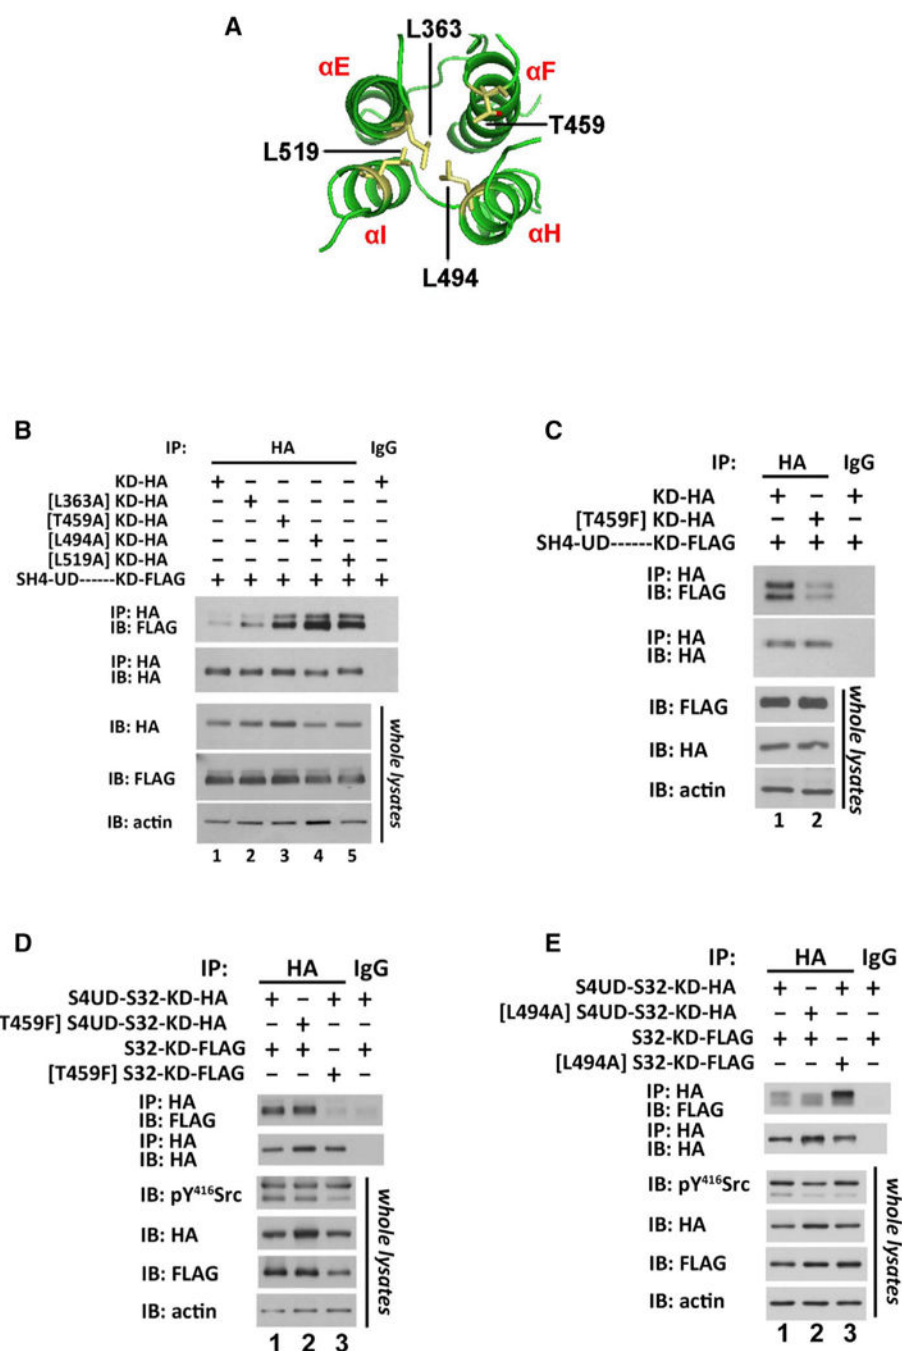 A
L363
αE
αF
T459
L519
αI
αH
L494
B
IP: HA IgG
KD-HA + – – – – +
[L363A] KD-HA – + – – – –
[T459A] KD-HA – – + – – –
[L494A] KD-HA – – – + – –
[L519A] KD-HA – – – – + –
SH4-UD------KD-FLAG + + + + + +
IP: HA
IB: FLAG
IP: HA
IB: HA
IB: HA
IB: FLAG
IB: actin
whole lysates
1 2 3 4 5
C
IP: HA IgG
KD-HA + – +
[T459F] KD-HA – + –
SH4-UD------KD-FLAG + + +
IP: HA
IB: FLAG
IP: HA
IB: HA
IB: FLAG
IB: HA
IB: actin
whole lysates
1 2
D
IP: HA IgG
S4UD-S32-KD-HA + – + +
T459F] S4UD-S32-KD-HA – + – –
S32-KD-FLAG + + – +
[T459F] S32-KD-FLAG – – + –
IP: HA
IB: FLAG
IP: HA
IB: HA
IB: pY416Src
IB: HA
IB: FLAG
IB: actin
whole lysates
1 2 3
E
IP: HA IgG
S4UD-S32-KD-HA + – + +
[L494A] S4UD-S32-KD-HA – + – –
S32-KD-FLAG + + – +
[L494A] S32-KD-FLAG – – + –
IP: HA
IB: FLAG
IP: HA
IB: HA
IB: pY416Src
IB: HA
IB: FLAG
IB: actin
whole lysates
1 2 3